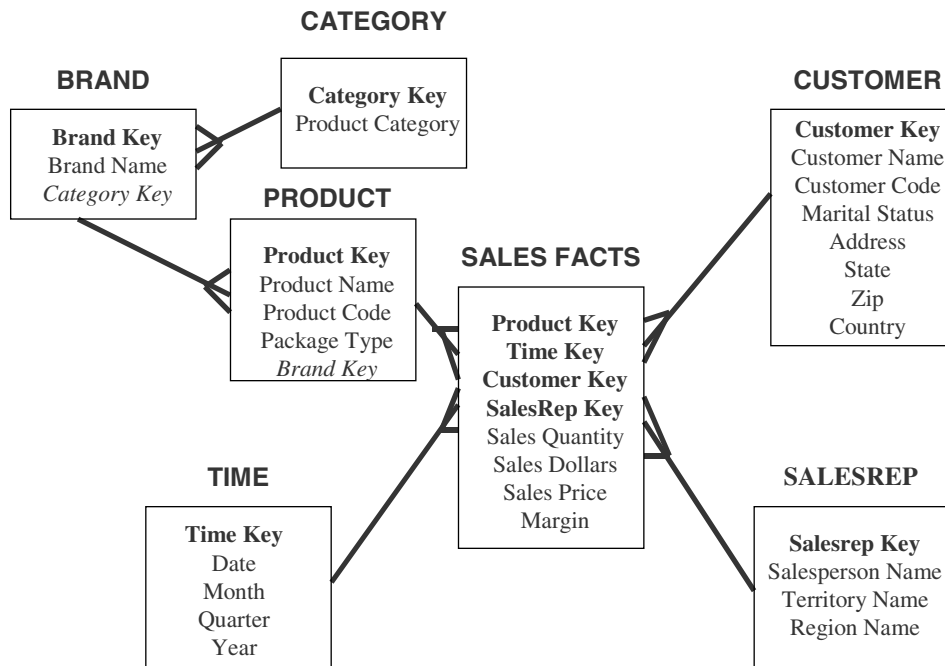 CATEGORY
Category Key
Product Category
BRAND
Brand Key
Brand Name
Category Key
PRODUCT
Product Key
Product Name
Product Code
Package Type
Brand Key
SALES FACTS
Product Key
Time Key
Customer Key
SalesRep Key
Sales Quantity
Sales Dollars
Sales Price
Margin
CUSTOMER
Customer Key
Customer Name
Customer Code
Marital Status
Address
State
Zip
Country
TIME
Time Key
Date
Month
Quarter
Year
SALESREP
Salesrep Key
Salesperson Name
Territory Name
Region Name